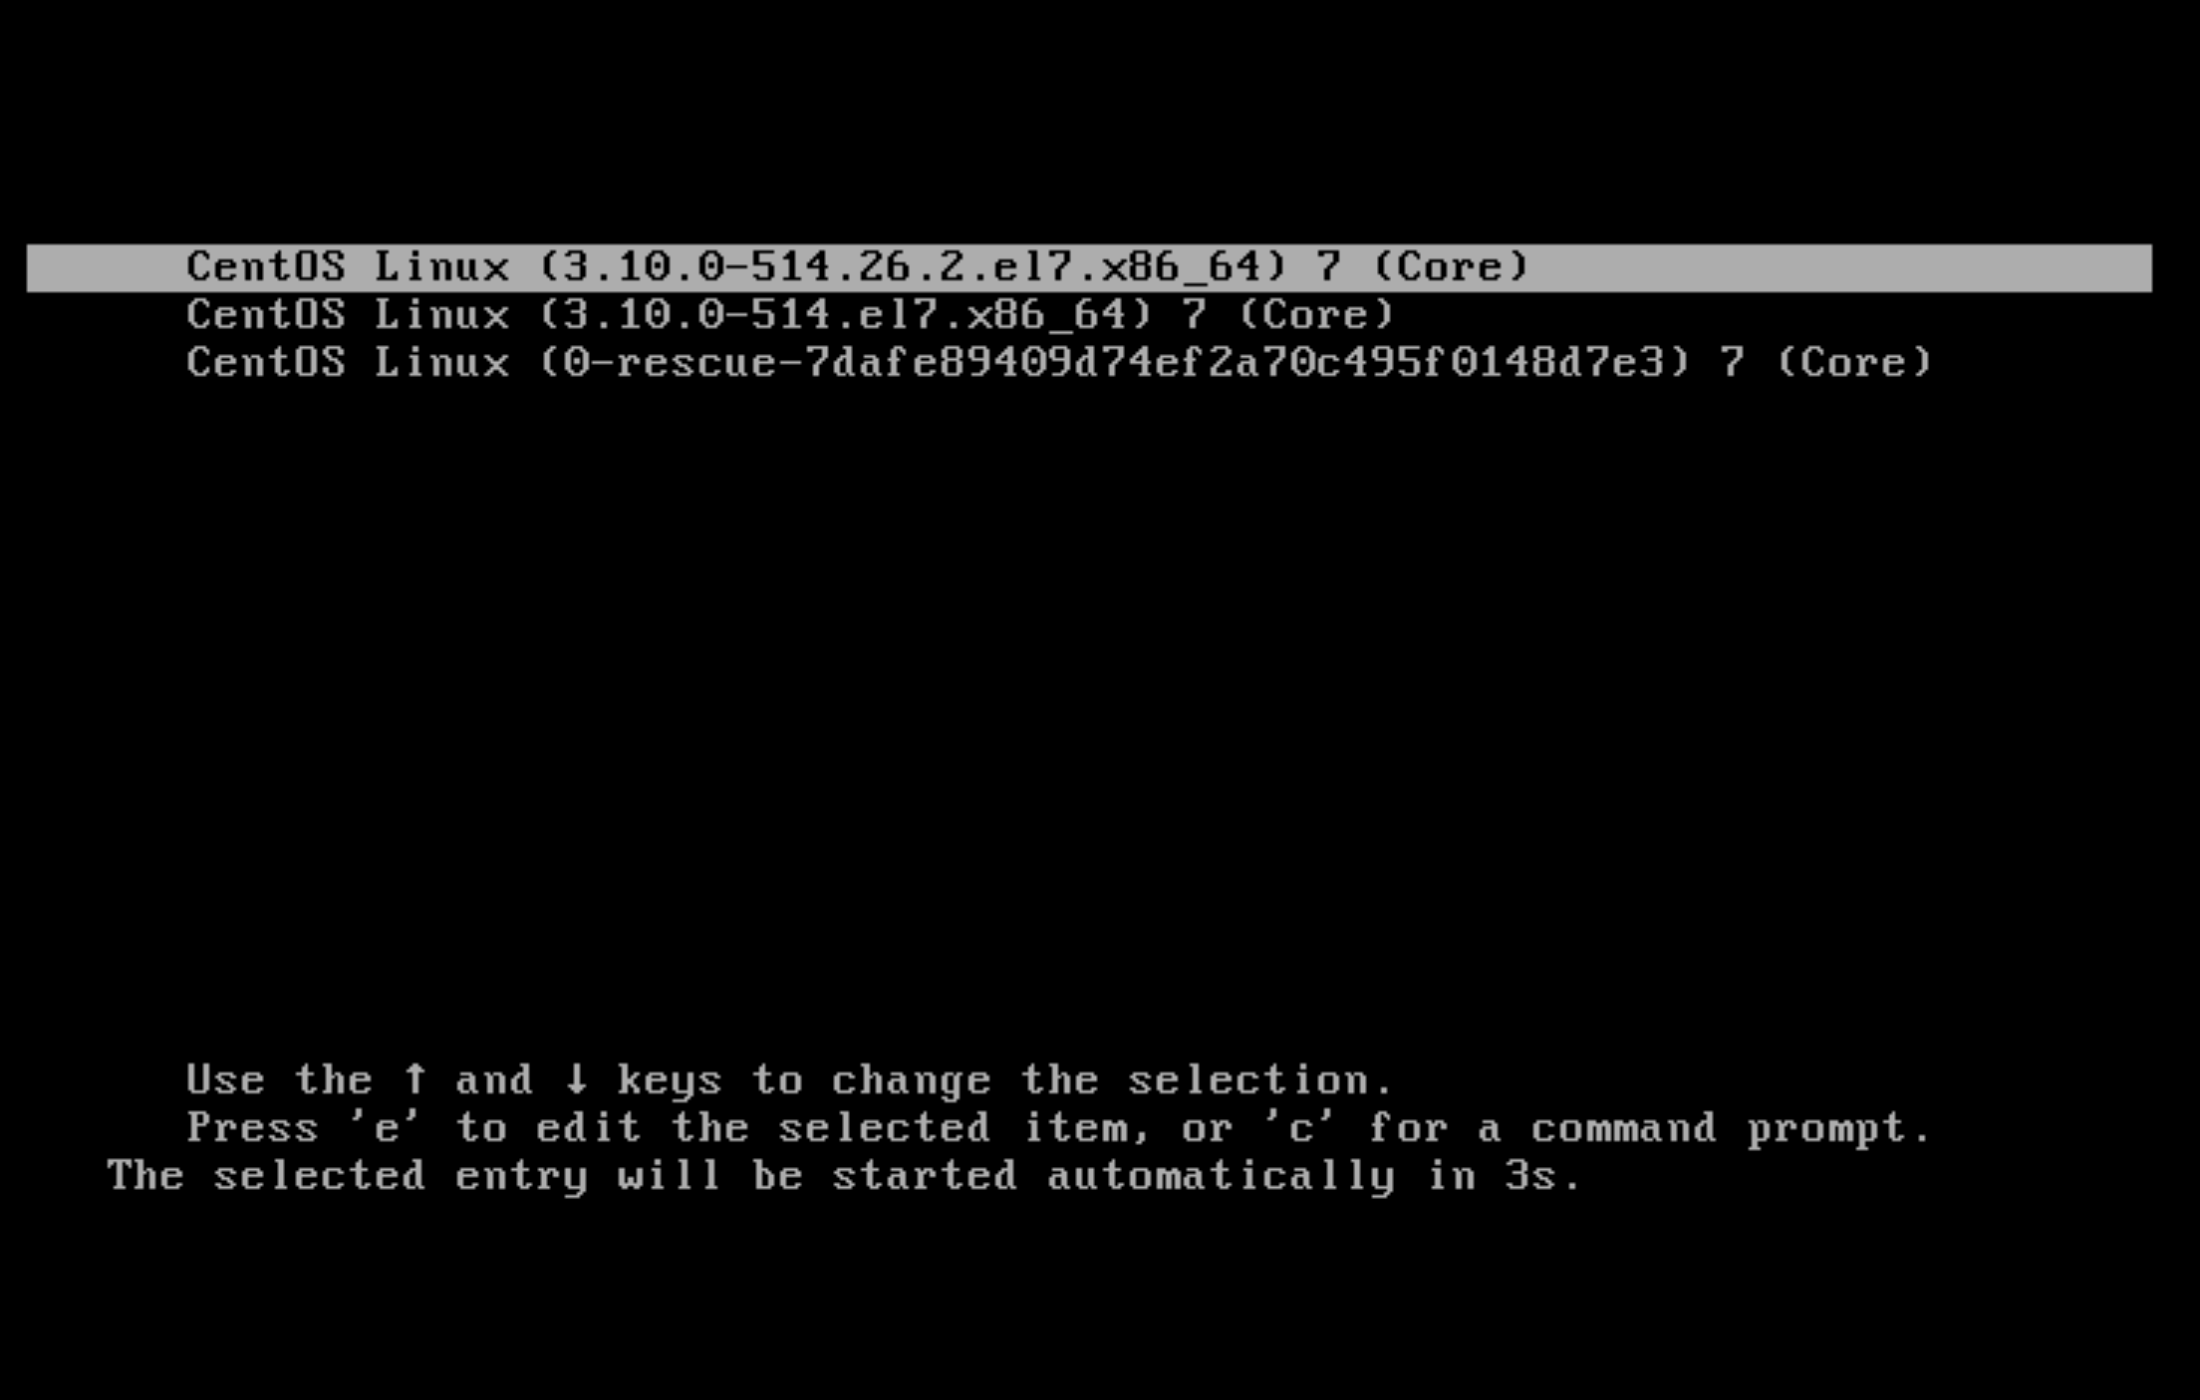 CentOS Linux (3.10.0-514.26.2.el7.x86_64) 7 (Core)
CentOS Linux (3.10.0-514.el7.x86_64) 7 (Core)
CentOS Linux (0-rescue-7dafe89409d74ef2a70c495f0148d7e3) 7 (Core)
Use the ↑ and ↓ keys to change the selection.
Press 'e' to edit the selected item, or 'c' for a command prompt.
The selected entry will be started automatically in 3s.